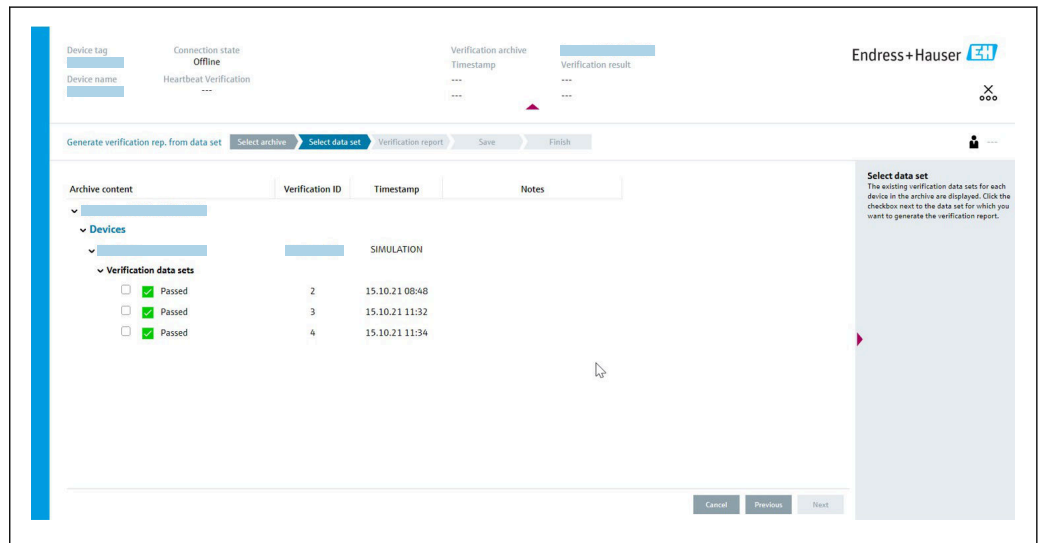 Device tag
Connection state
Offline
Device name
Heartbeat Verification
---
Verification archive
Timestamp
Verification result
---
---
---
---
Endress+Hauser EH
Generate verification rep. from data set
Select archive
Select data set
Verification report
Save
Finish
---
Archive content
Verification ID
Timestamp
Notes
Devices
SIMULATION
Verification data sets
Passed 2 15.10.21 08:48
Passed 3 15.10.21 11:32
Passed 4 15.10.21 11:34
Select data set
The existing verification data sets for each
device in the archive are displayed. Click the
checkbox next to the data set for which you
want to generate the verification report.
Cancel
Previous
Next